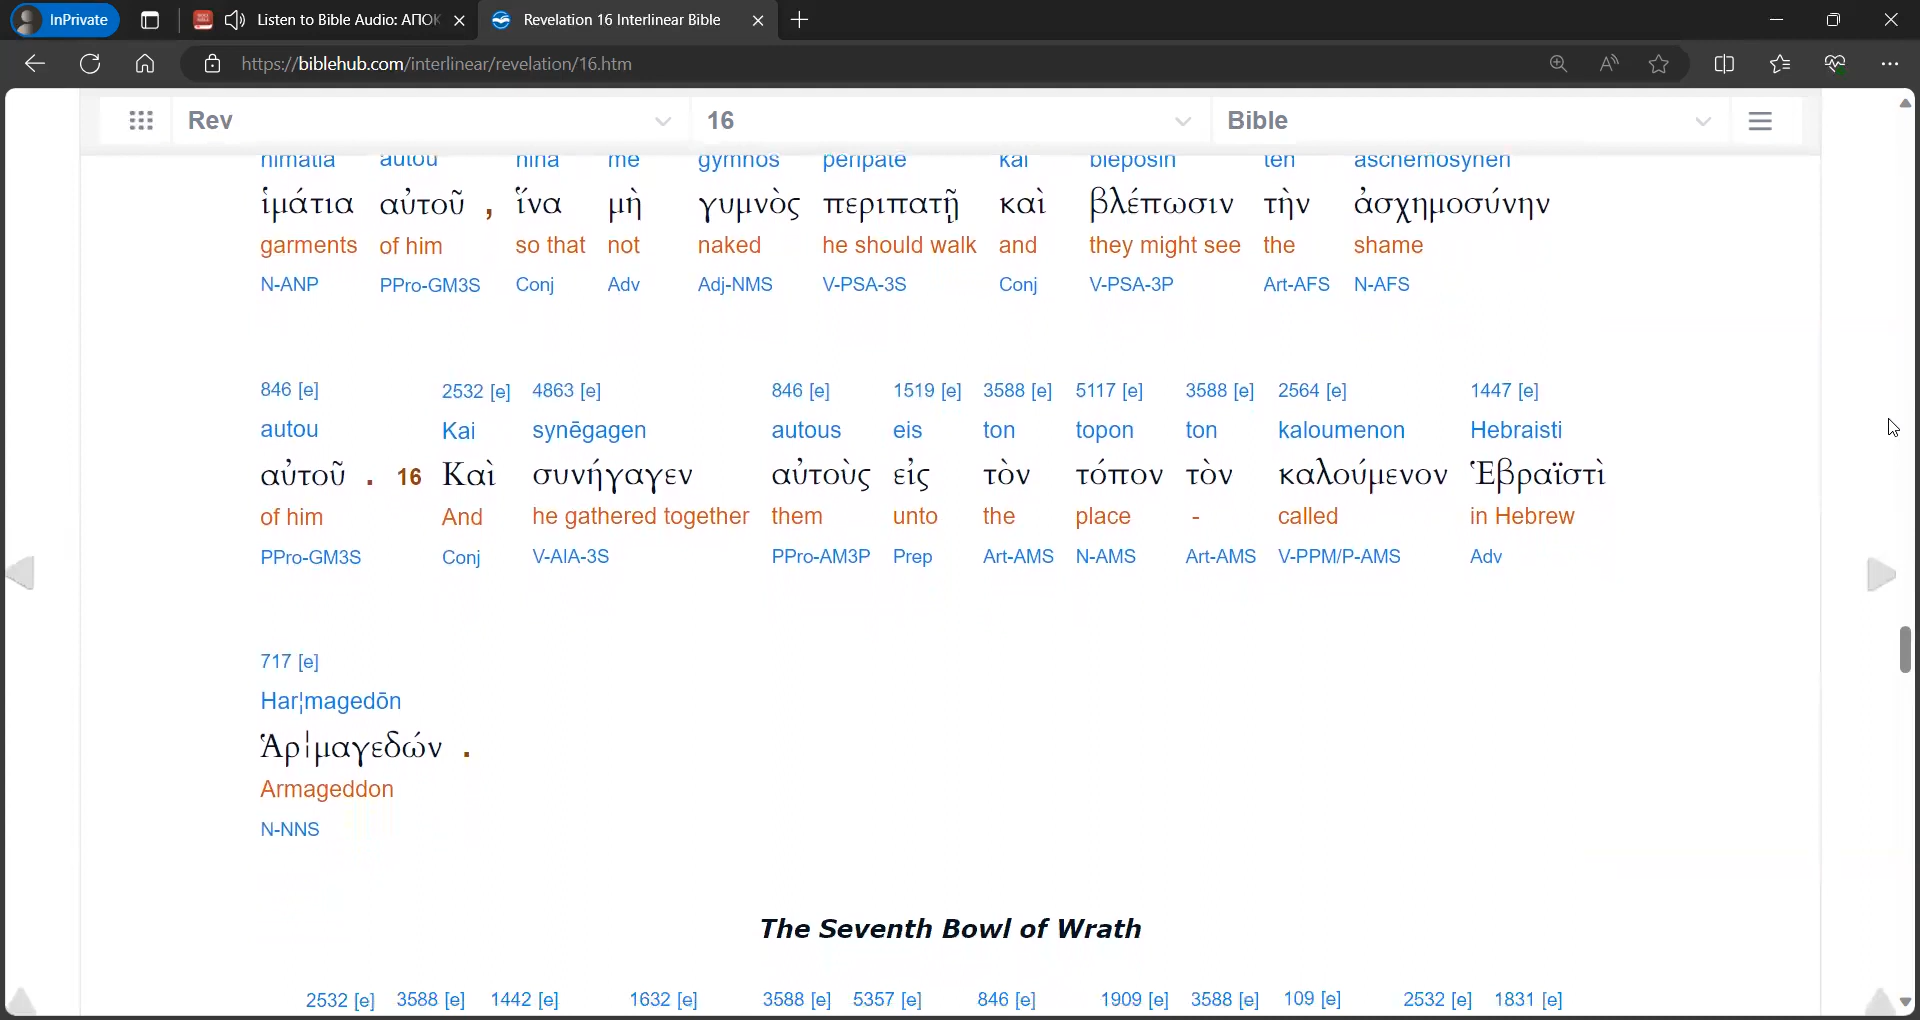 InPrivate Listen to Bible Audio: ΑΠΟΚ Revelation 16 Interlinear Bible
https://biblehub.com/interlinear/revelation/16.htm
Rev 16 Bible
himatia autou hina mē gymnos peripatē kai blepōsin tēn aschēmosynēn
ἱμάτια αὐτοῦ , ἵνα μὴ γυμνὸς περιπατῇ καὶ βλέπωσιν τὴν ἀσχημοσύνην
garments of him so that not naked he should walk and they might see the shame
N-ANP PPro-GM3S Conj Adv Adj-NMS V-PSA-3S Conj V-PSA-3P Art-AFS N-AFS
846 [e] 2532 [e] 4863 [e] 846 [e] 1519 [e] 3588 [e] 5117 [e] 3588 [e] 2564 [e] 1447 [e]
autou Kai synēgagen autous eis ton topon ton kaloumenon Hebraisti
αὐτοῦ . 16 Καὶ συνήγαγεν αὐτοὺς εἰς τὸν τόπον τὸν καλούμενον Ἑβραϊστὶ
of him And he gathered together them unto the place - called in Hebrew
PPro-GM3S Conj V-AIA-3S PPro-AM3P Prep Art-AMS N-AMS Art-AMS V-PPM/P-AMS Adv
717 [e]
Har¦magedōn
Ἁρ¦μαγεδών .
Armageddon
N-NNS
The Seventh Bowl of Wrath
2532 [e] 3588 [e] 1442 [e] 1632 [e] 3588 [e] 5357 [e] 846 [e] 1909 [e] 3588 [e] 109 [e] 2532 [e] 1831 [e]